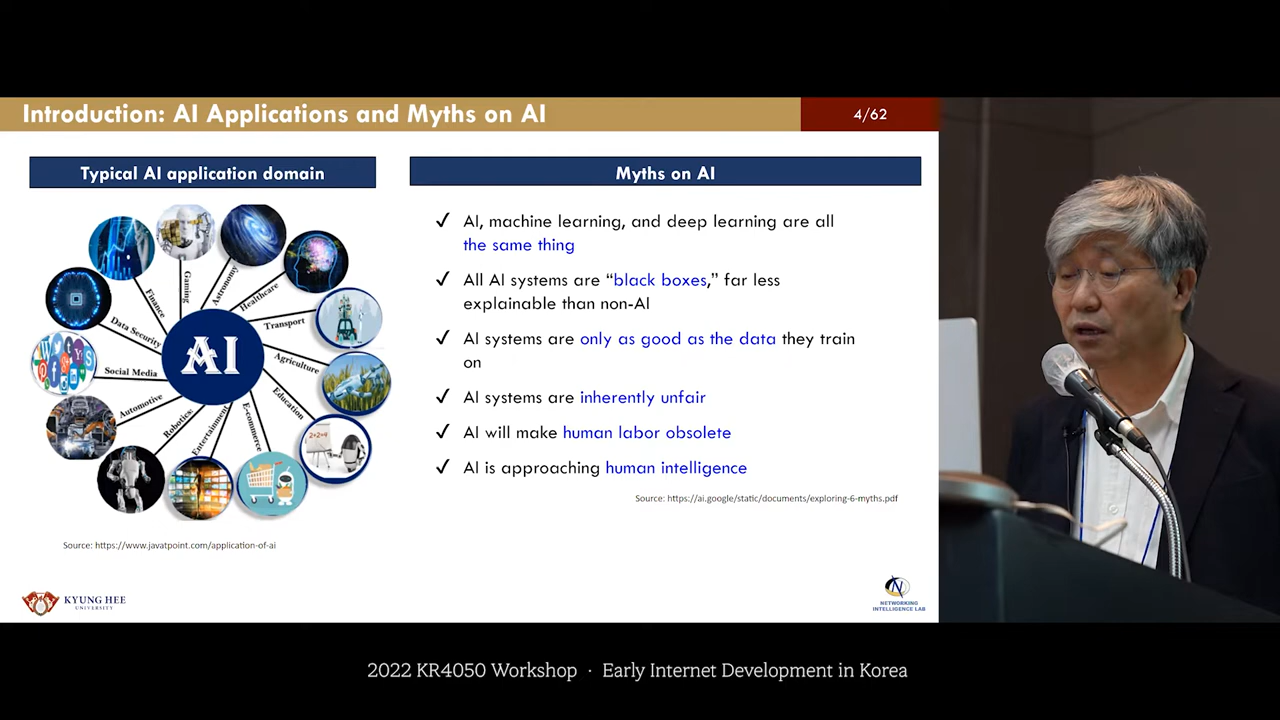 Introduction: AI Applications and Myths on AI
4/62
Typical AI application domain
AI
Gaming
Astronomy
Healthcare
Transport
Agriculture
Education
E-commerce
Entertainment
Robotics:
Automotive
Social Media
Data Security
Finance
2+2=4
Source: https://www.javatpoint.com/application-of-ai
Myths on AI
✓ AI, machine learning, and deep learning are all
the same thing
✓ All AI systems are “black boxes,” far less
explainable than non-AI
✓ AI systems are only as good as the data they train
on
✓ AI systems are inherently unfair
✓ AI will make human labor obsolete
✓ AI is approaching human intelligence
Source: https://ai.google/static/documents/exploring-6-myths.pdf
KYUNG HEE
UNIVERSITY
N
NETWORKING
INTELLIGENCE LAB
2022 KR4050 Workshop · Early Internet Development in Korea